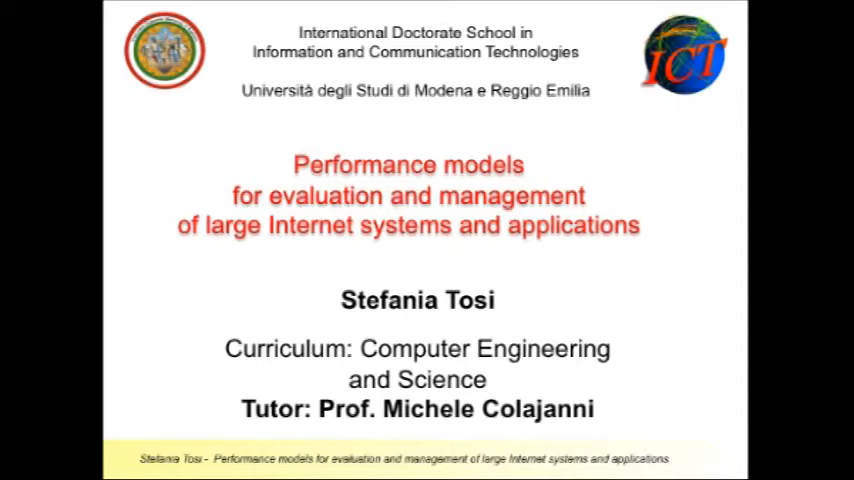 International Doctorate School in
Information and Communication Technologies
Università degli Studi di Modena e Reggio Emilia
ICT
Performance models
for evaluation and management
of large Internet systems and applications
Stefania Tosi
Curriculum: Computer Engineering
and Science
Tutor: Prof. Michele Colajanni
Stefania Tosi - Performance models for evaluation and management of large Internet systems and applications